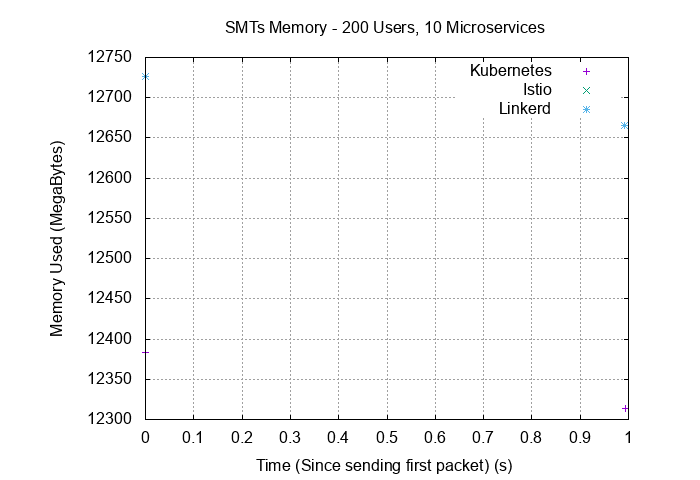 SMTs Memory - 200 Users, 10 Microservices
12750
12700
12650
12600
12550
12500
12450
12400
12350
12300
Memory Used (MegaBytes)
Kubernetes
Istio
Linkerd
0 0.1 0.2 0.3 0.4 0.5 0.6 0.7 0.8 0.9 1
Time (Since sending first packet) (s)